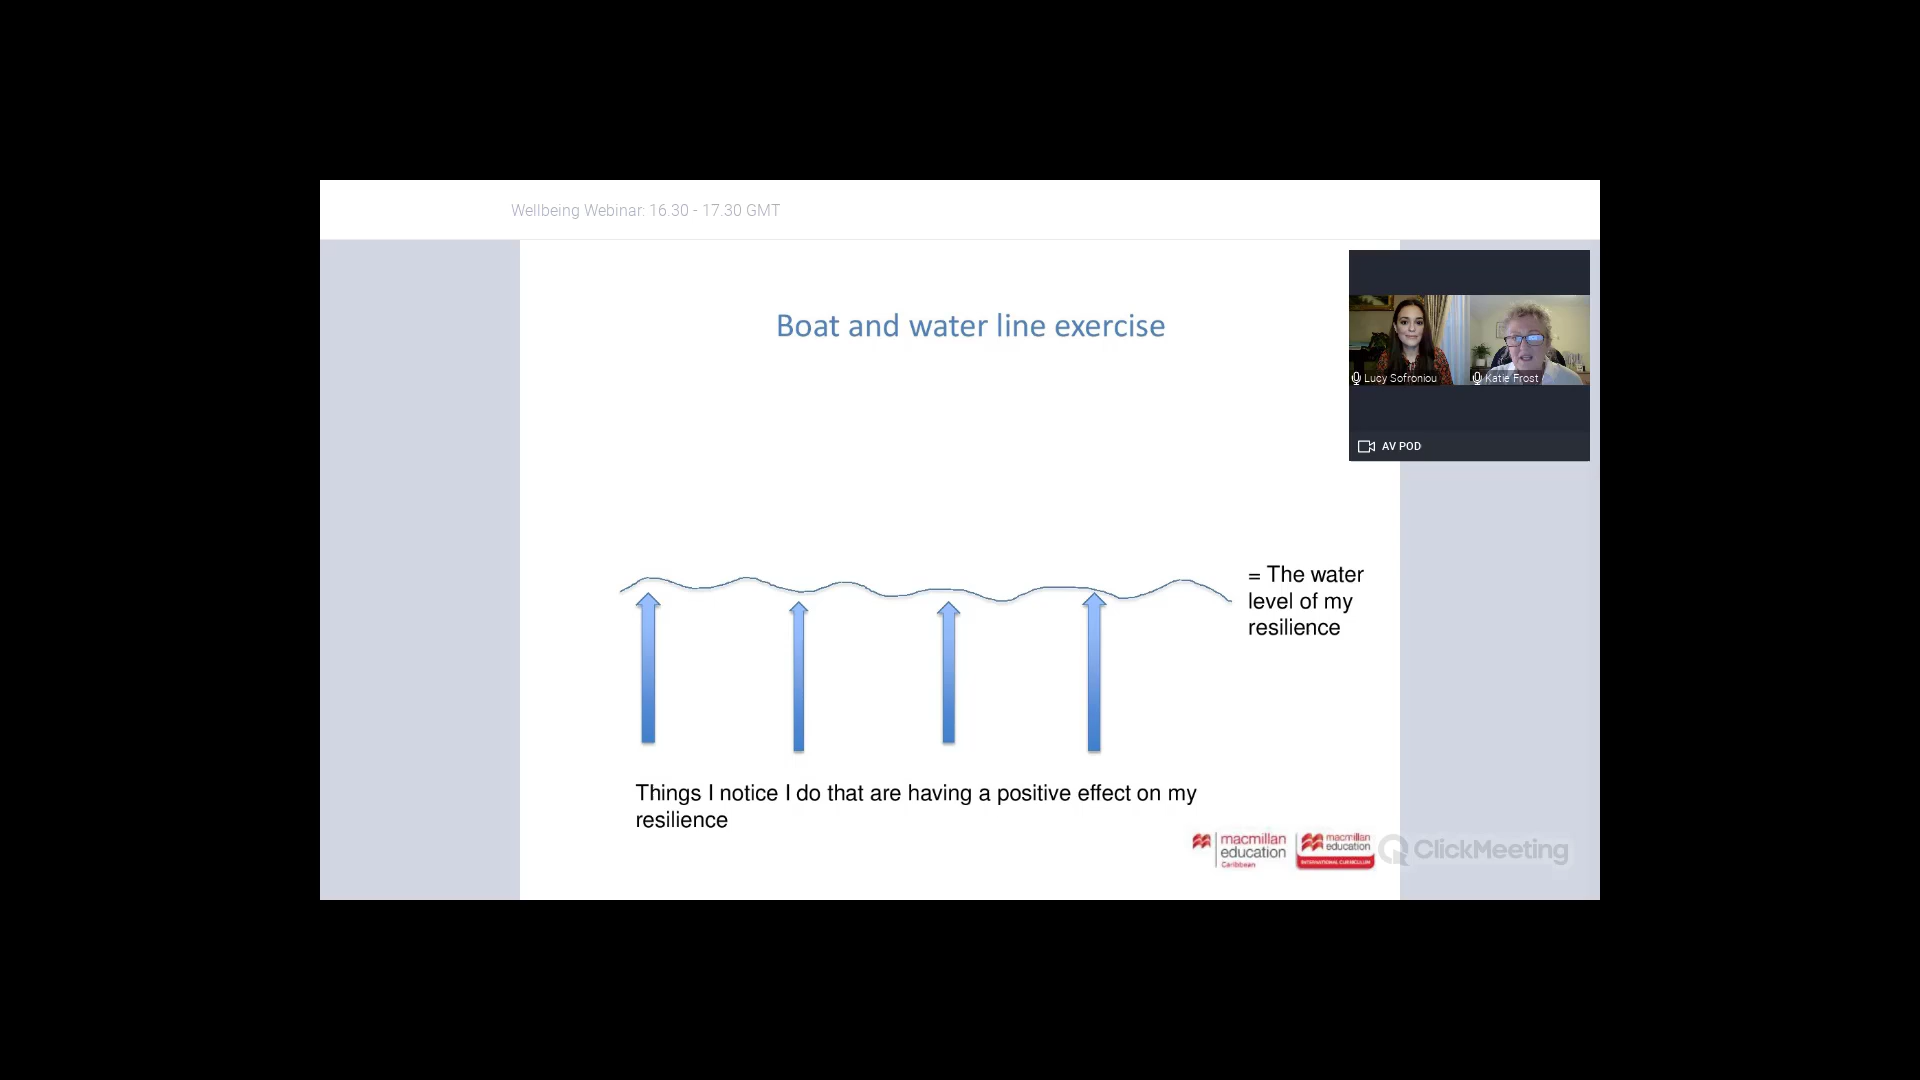 Wellbeing Webinar: 16.30 - 17.30 GMT
Boat and water line exercise
Lucy Sofroniou
Katie Frost
AV POD
= The water
level of my
resilience
Things I notice I do that are having a positive effect on my
resilience
macmillan
education
Caribbean
macmillan
education
INTERNATIONAL CURRICULUM
ClickMeeting